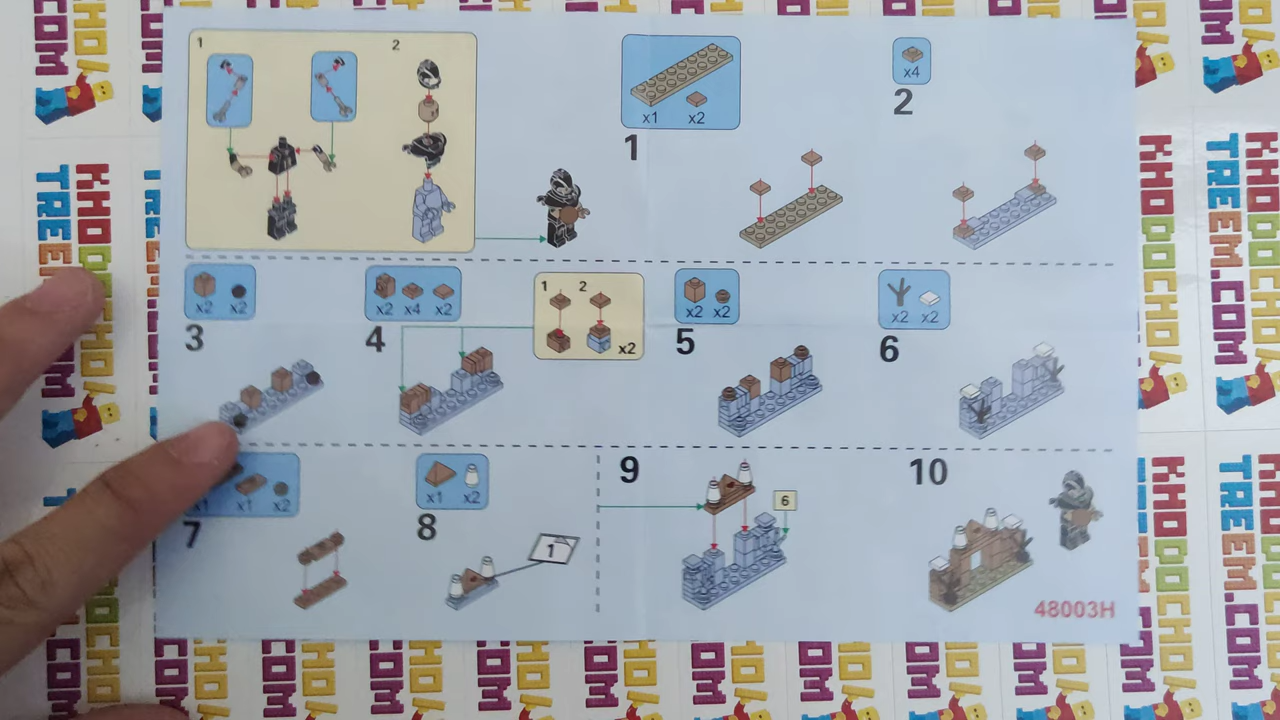 1
2
1
x1 x2
2
x4
3
x2 x2
4
x2 x4 x2
1 2
x2
5
x2 x2
6
x2 x2
7
x1 x1 x2
8
x1 x2
1
9
6
10
48003H
KHODOCHOI
TREEM.COM